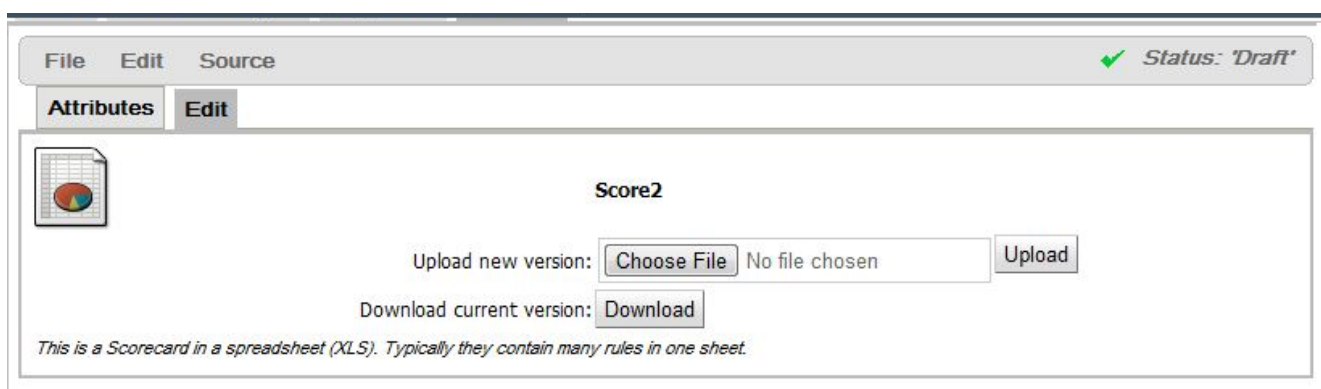 File Edit Source Status: 'Draft'
Attributes Edit
Score2
Upload new version: Choose File No file chosen Upload
Download current version: Download
This is a Scorecard in a spreadsheet (XLS). Typically they contain many rules in one sheet.